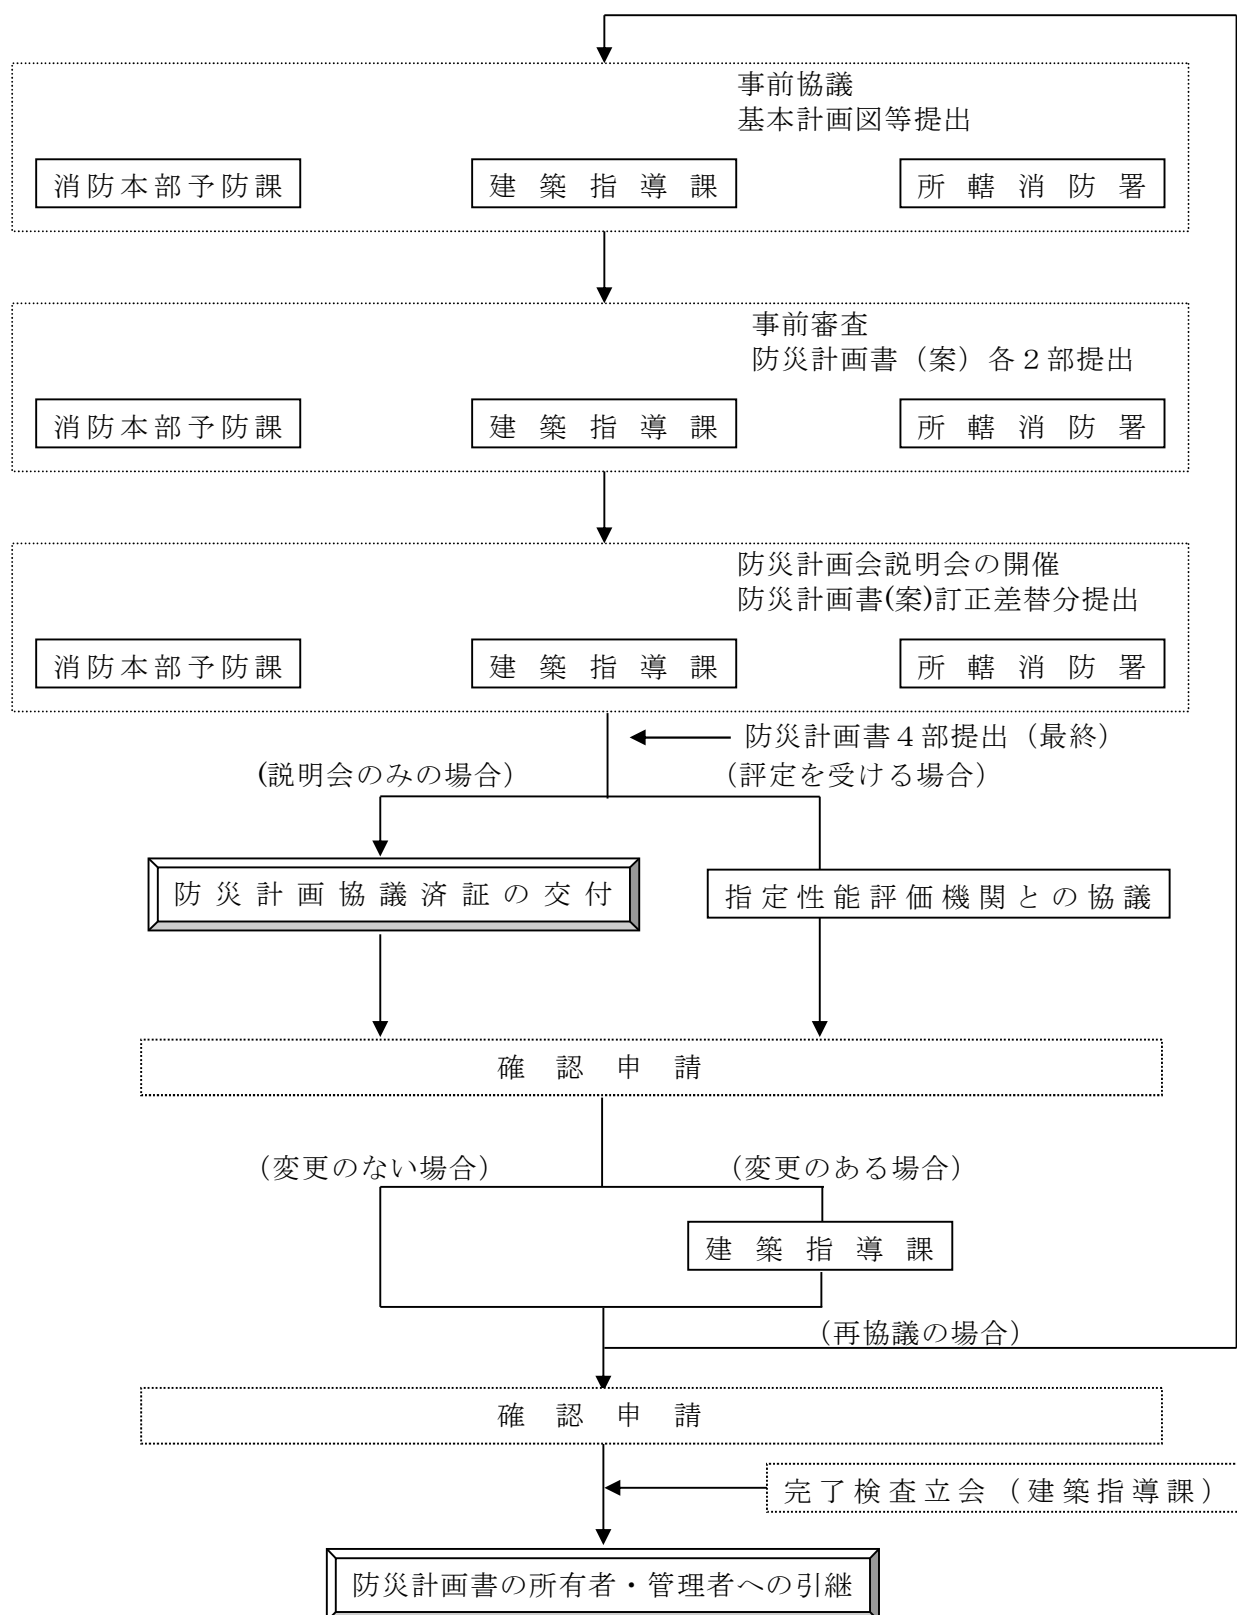 事前協議
基本計画図等提出
消防本部予防課
建築指導課
所轄消防署
事前審査
防災計画書（案）各２部提出
消防本部予防課
建築指導課
所轄消防署
防災計画会説明会の開催
防災計画書(案)訂正差替分提出
消防本部予防課
建築指導課
所轄消防署
防災計画書４部提出（最終）
(説明会のみの場合）
（評定を受ける場合）
防災計画協議済証の交付
指定性能評価機関との協議
確認申請
（変更のない場合）
（変更のある場合）
建築指導課
（再協議の場合）
確認申請
完了検査立会（建築指導課）
防災計画書の所有者・管理者への引継